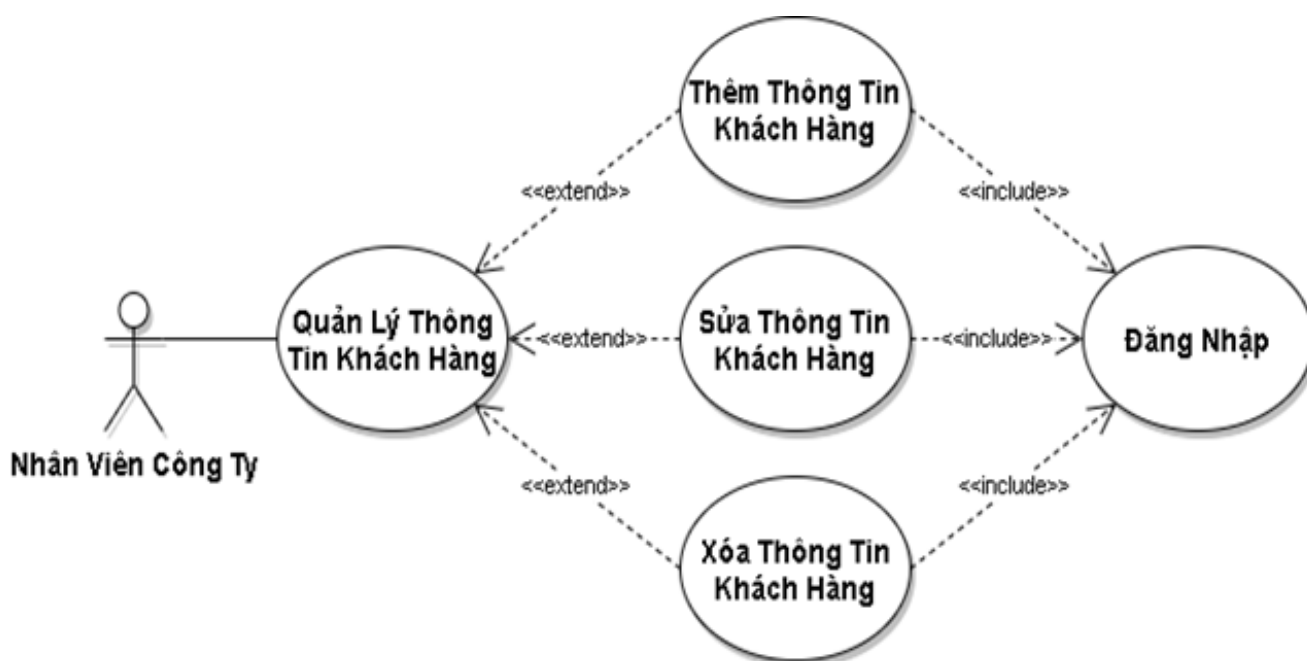 Thêm Thông Tin
Khách Hàng
<<extend>>
<<include>>
Quản Lý Thông
Tin Khách Hàng
<<extend>>
Sửa Thông Tin
Khách Hàng
<<include>>
Đăng Nhập
Nhân Viên Công Ty
<<extend>>
<<include>>
Xóa Thông Tin
Khách Hàng